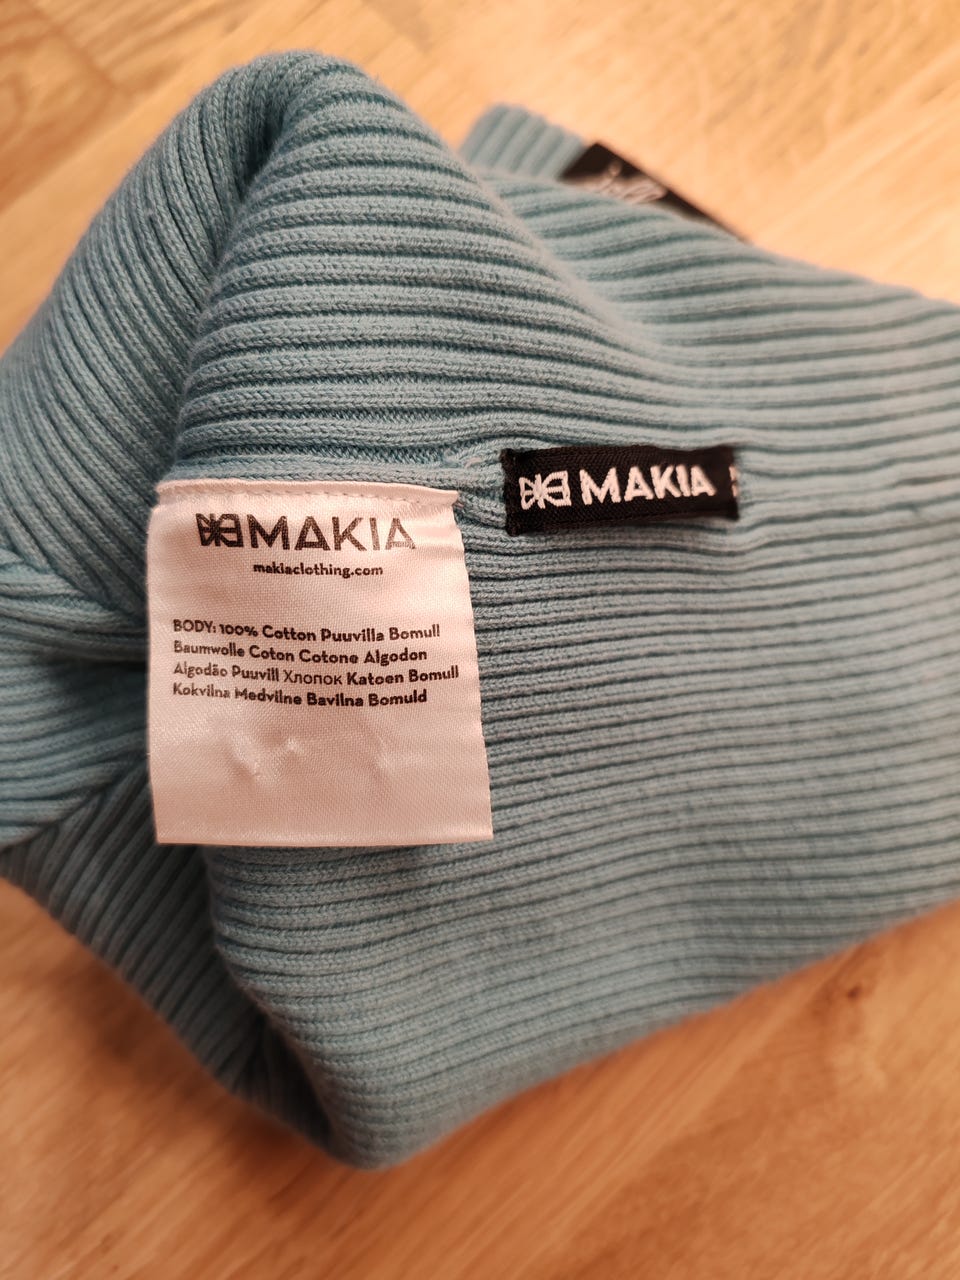 MAKIA
MAKIA
makiaclothing.com
BODY: 100% Cotton Puuvilla Bomull
Baumwolle Coton Cotone Algodon
Algodão Puuvill Хлопок Katoen Bomull
Kokvilna Medvilne Bavilna Bomuld